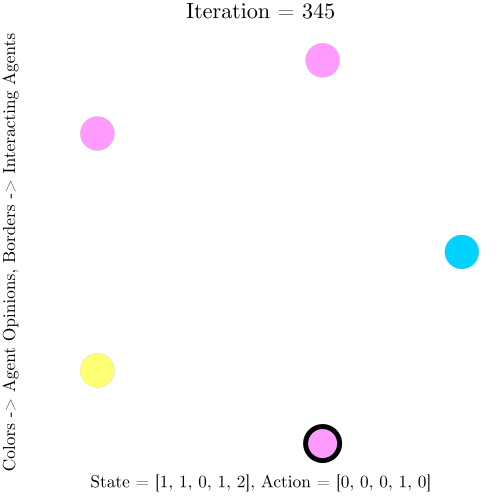 Iteration = 345
Colors -> Agent Opinions, Borders -> Interacting Agents
State = [1, 1, 0, 1, 2], Action = [0, 0, 0, 1, 0]